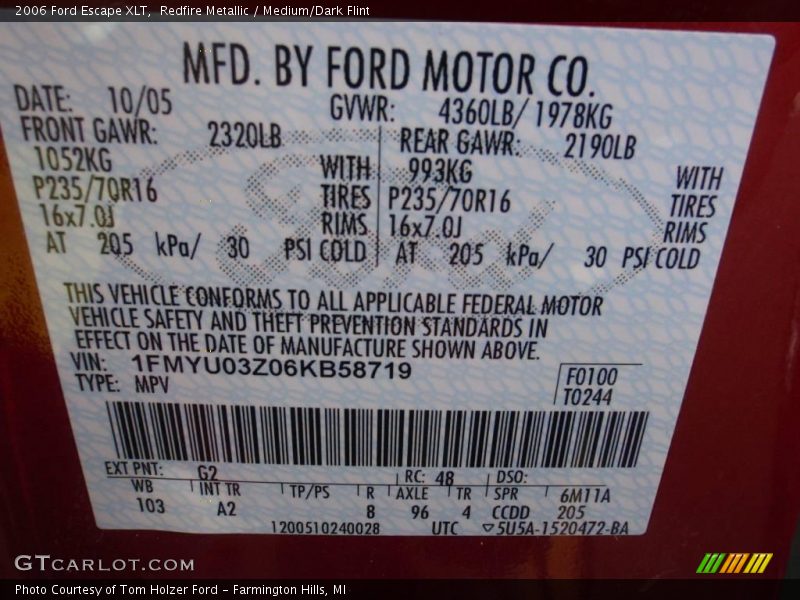 2006 Ford Escape XLT, Redfire Metallic / Medium/Dark Flint
MFD. BY FORD MOTOR CO.
DATE: 10/05 GVWR: 4360LB/ 1978KG
FRONT GAWR: 2320LB REAR GAWR: 2190LB
1052KG WITH 993KG WITH
P235/70R16 TIRES P235/70R16 TIRES
16x7.0J RIMS 16x7.0J RIMS
AT 205 kPa/ 30 PSI COLD AT 205 kPa/ 30 PSI COLD
THIS VEHICLE CONFORMS TO ALL APPLICABLE FEDERAL MOTOR
VEHICLE SAFETY AND THEFT PREVENTION STANDARDS IN
EFFECT ON THE DATE OF MANUFACTURE SHOWN ABOVE.
VIN: 1FMYU03Z06KB58719 F0100
TYPE: MPV T0244
EXT PNT: G2 RC: 48 DSO:
WB INT TR TP/PS R AXLE TR SPR 6M11A
103 A2 8 96 4 CCDD 205
1200510240028 UTC ▽5U5A-1520472-BA
Ford
GTCARLOT.COM
Photo Courtesy of Tom Holzer Ford - Farmington Hills, MI